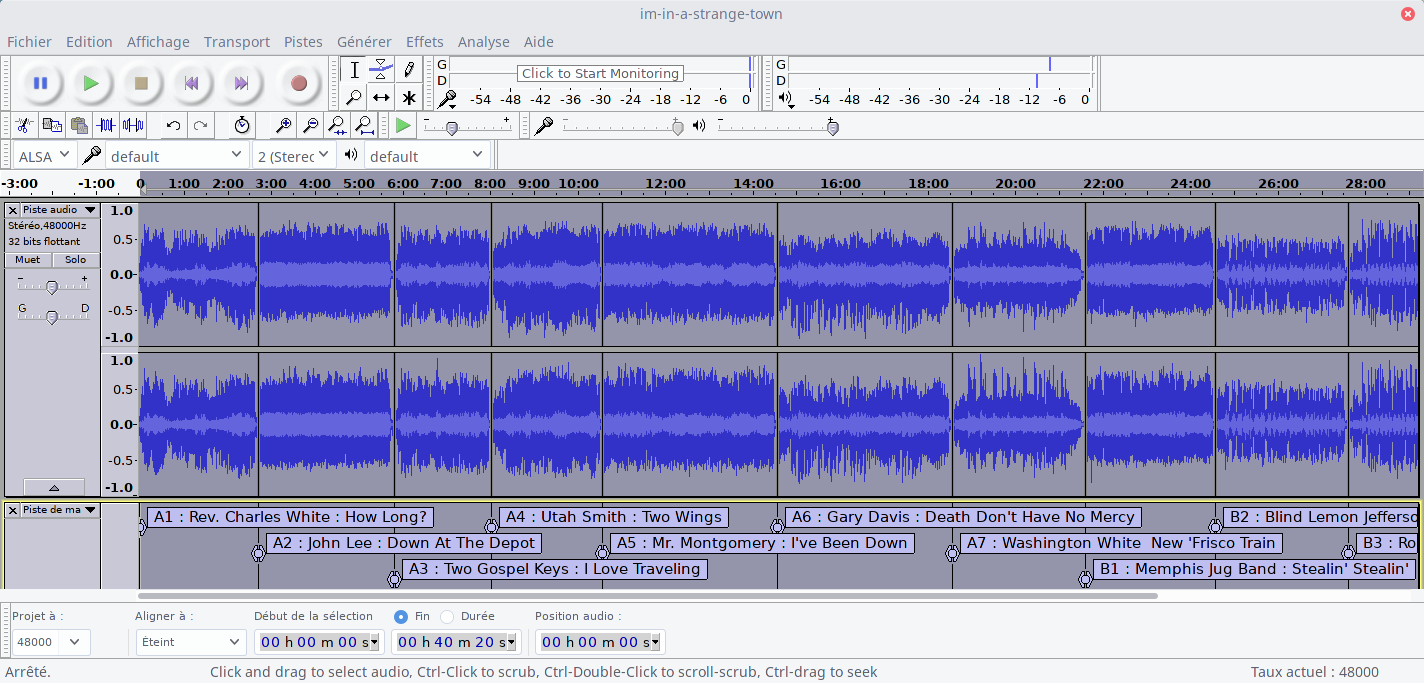 im-in-a-strange-town
Fichier Edition Affichage Transport Pistes Générer Effets Analyse Aide
G
D
Click to Start Monitoring
-54 -48 -42 -36 -30 -24 -18 -12 -6 0
G
D
-54 -48 -42 -36 -30 -24 -18 -12 -6 0
ALSA default 2 (Stereo default
-3:00 -1:00 0 1:00 2:00 3:00 4:00 5:00 6:00 7:00 8:00 9:00 10:00 12:00 14:00 16:00 18:00 20:00 22:00 24:00 26:00 28:00
Piste audio
Stéréo,48000Hz
32 bits flottant
Muet Solo
- +
G D
1.0
0.5-
0.0-
-0.5-
-1.0
1.0
0.5-
0.0-
-0.5-
-1.0
Piste de ma
A1 : Rev. Charles White : How Long? A4 : Utah Smith : Two Wings A6 : Gary Davis : Death Don't Have No Mercy B2 : Blind Lemon Jefferso
A2 : John Lee : Down At The Depot A5 : Mr. Montgomery : I've Been Down A7 : Washington White New 'Frisco Train B3 : Ro
A3 : Two Gospel Keys : I Love Traveling B1 : Memphis Jug Band : Stealin' Stealin'
Projet à : Aligner à : Début de la sélection Fin Durée Position audio :
48000 Éteint 00 h 00 m 00 s 00 h 40 m 20 s 00 h 00 m 00 s
Arrêté. Click and drag to select audio, Ctrl-Click to scrub, Ctrl-Double-Click to scroll-scrub, Ctrl-drag to seek Taux actuel : 48000